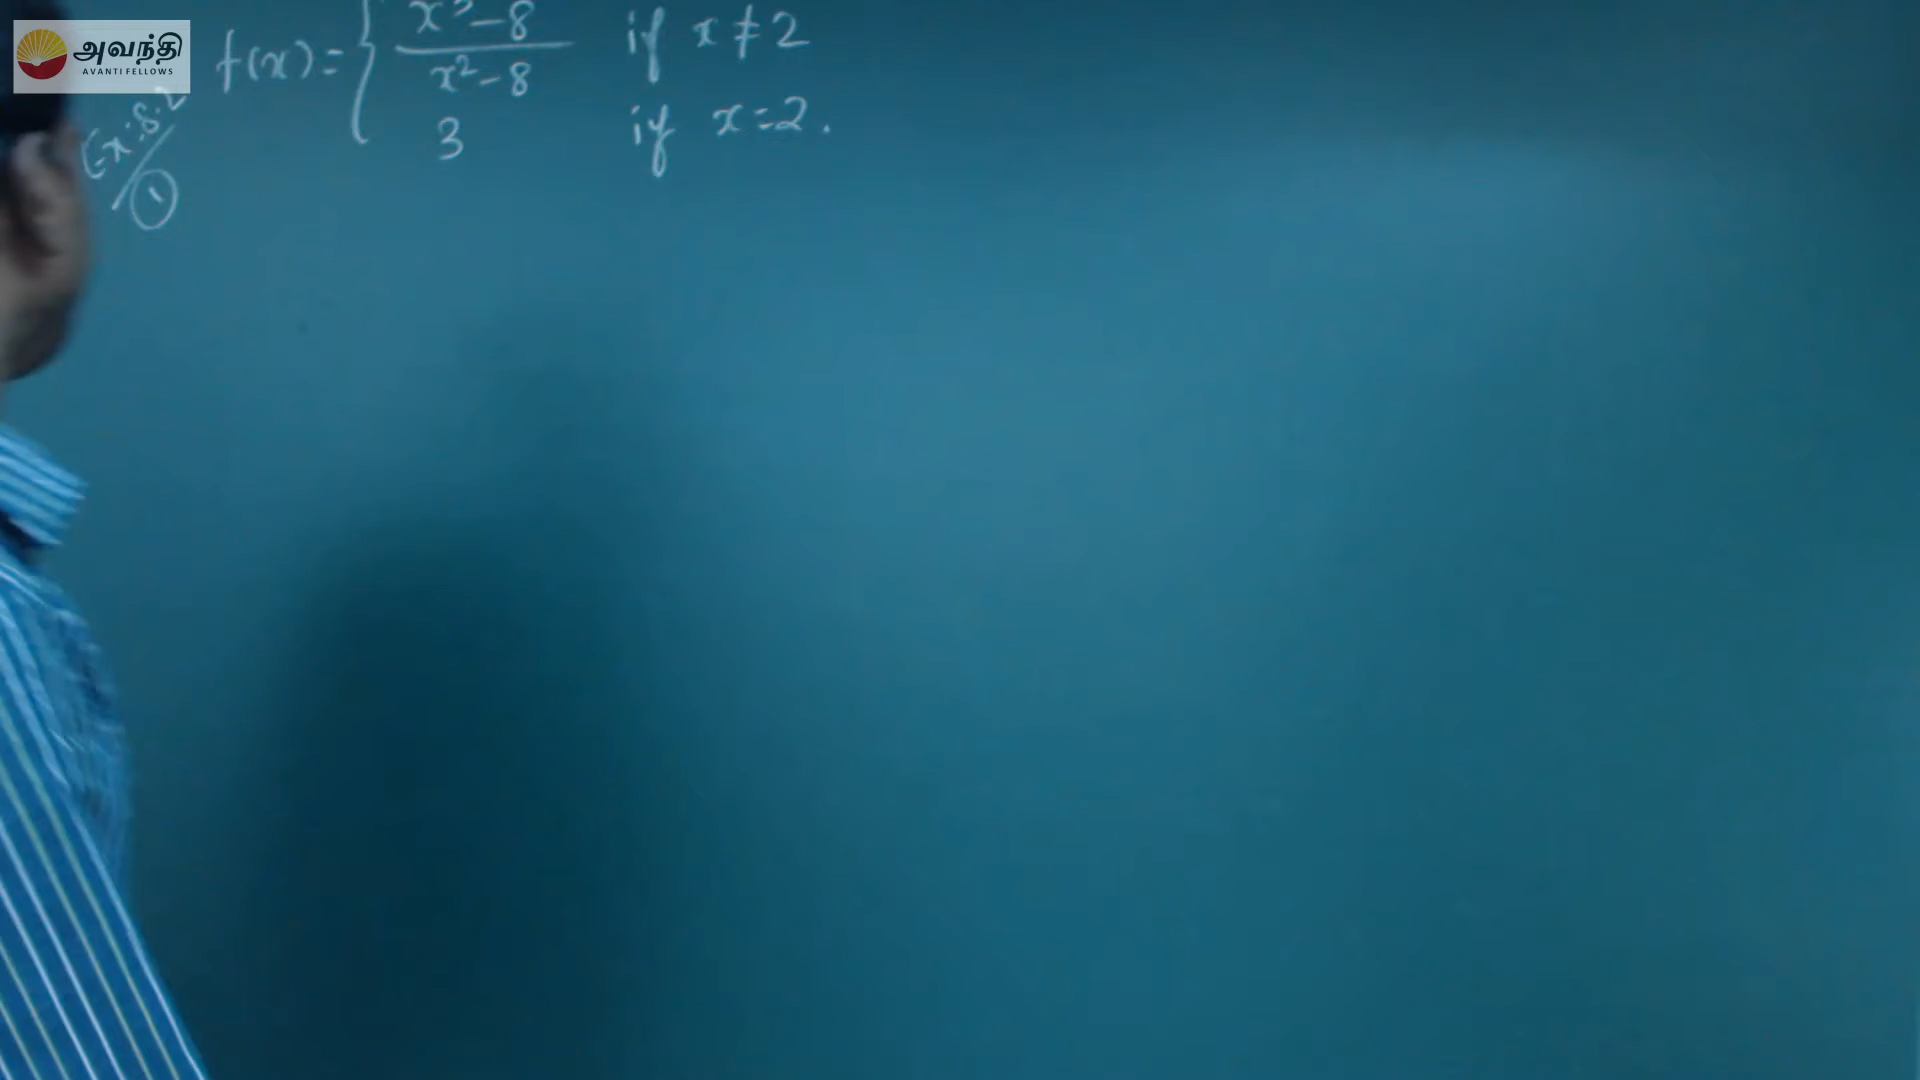 அவந்தி
AVANTI FELLOWS
f(x) = { x³-8 / x²-8 if x ≠ 2
3 if x = 2.
Ex: 8.2
1